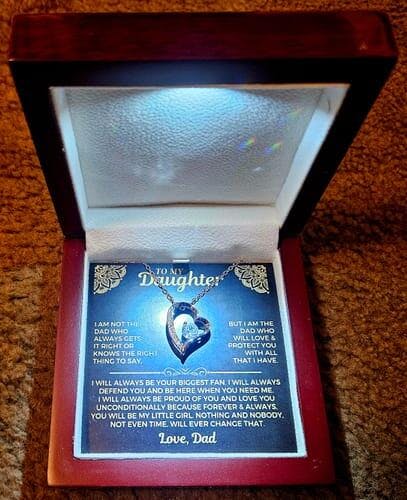 TO MY
Daughter
I AM NOT THE
DAD WHO
ALWAYS GETS
IT RIGHT OR
KNOWS THE RIGHT
THING TO SAY.
BUT I AM THE
DAD WHO
WILL LOVE &
PROTECT YOU
WITH ALL
THAT I HAVE.
I WILL ALWAYS BE YOUR BIGGEST FAN. I WILL ALWAYS
DEFEND YOU AND BE HERE WHEN YOU NEED ME.
I WILL ALWAYS BE PROUD OF YOU AND LOVE YOU
UNCONDITIONALLY BECAUSE FOREVER & ALWAYS,
YOU WILL BE MY LITTLE GIRL. NOTHING AND NOBODY,
NOT EVEN TIME, WILL EVER CHANGE THAT.
Love, Dad